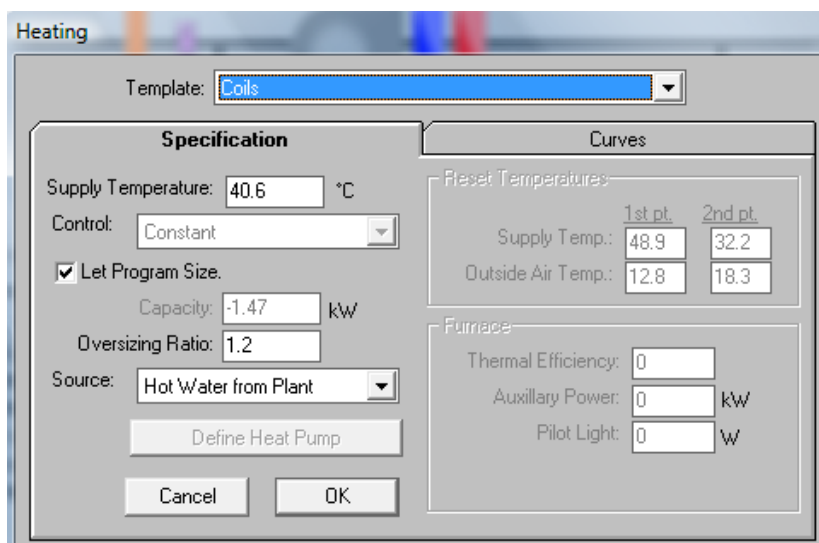 Heating
Template: Coils
Specification
Curves
Supply Temperature: 40.6 °C
Control: Constant
Let Program Size.
Capacity: -1.47 kW
Oversizing Ratio: 1.2
Source: Hot Water from Plant
Define Heat Pump
Cancel
OK
Reset Temperatures
1st pt. 2nd pt.
Supply Temp.: 48.9 32.2
Outside Air Temp.: 12.8 18.3
Furnace
Thermal Efficiency: 0
Auxillary Power: 0 kW
Pilot Light: 0 W